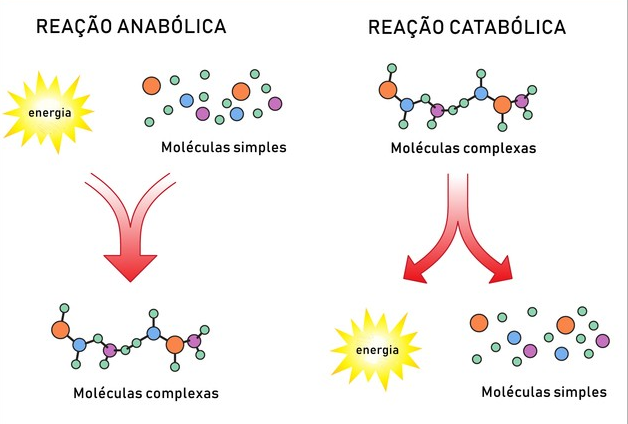 REAÇÃO ANABÓLICA
energia
Moléculas simples
Moléculas complexas
REAÇÃO CATABÓLICA
Moléculas complexas
energia
Moléculas simples